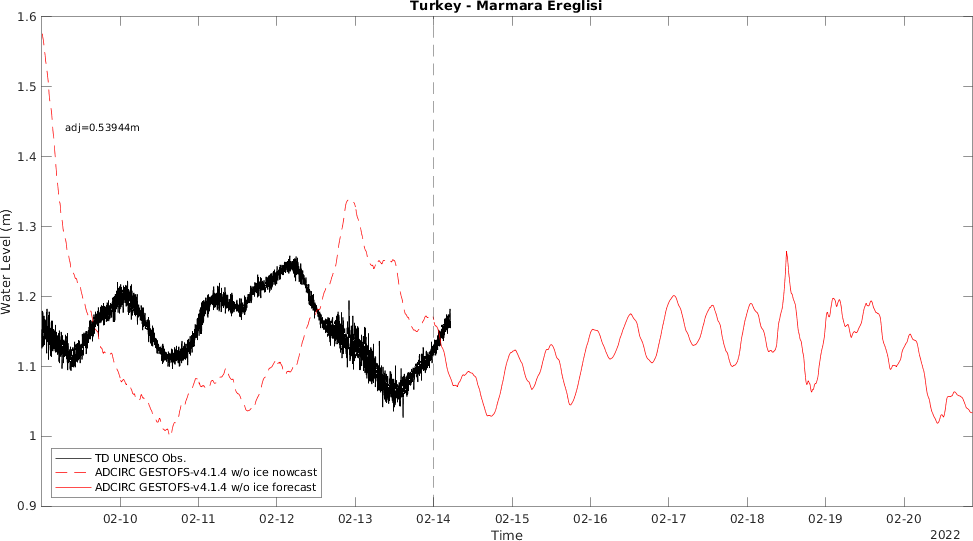 Turkey - Marmara Ereglisi
1.6
1.5
adj=0.53944m
1.4
1.3
Water Level (m)
1.2
1.1
1
TD UNESCO Obs.
ADCIRC GESTOFS-v4.1.4 w/o ice nowcast
ADCIRC GESTOFS-v4.1.4 w/o ice forecast
0.9
02-10 02-11 02-12 02-13 02-14 02-15 02-16 02-17 02-18 02-19 02-20
Time
2022